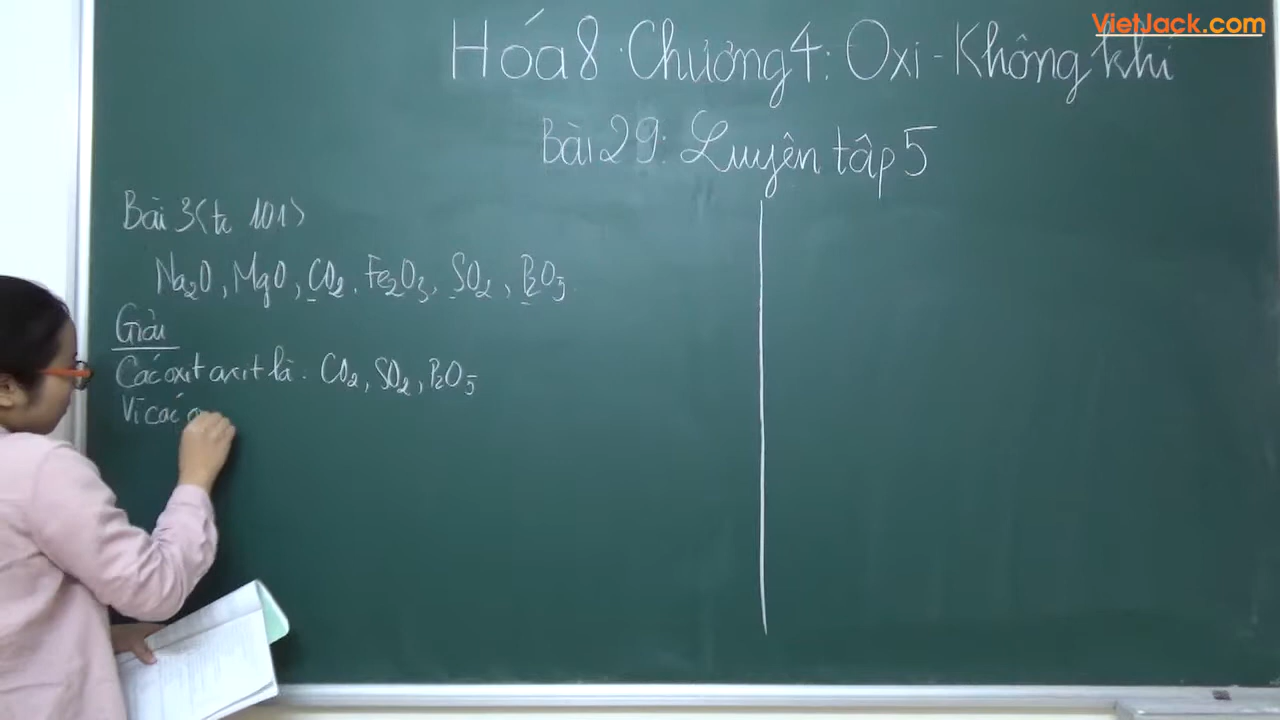 VietJack.com
Hóa 8. Chương 4: Oxi - Không khí
Bài 29: Luyện tập 5
Bài 3 (tr 101)
Na₂O, MgO, CO₂, Fe₂O₃, SO₂, P₂O₅.
Giải
Các oxit axit là: CO₂, SO₂, P₂O₅
Vì các